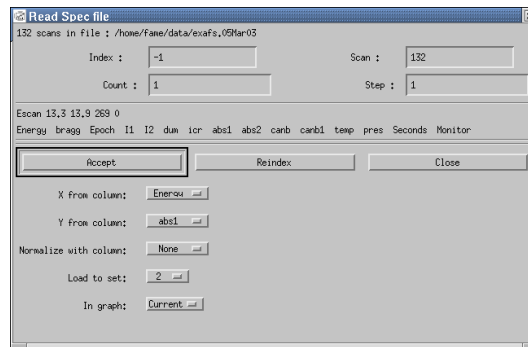 Read Spec file
132 scans in file : /home/fame/data/exafs.05Mar03
Index : -1 Scan : 132
Count : 1 Step : 1
Escan 13.3 13.9 269 0
Energy bragg Epoch I1 I2 dum icr abs1 abs2 canb canb1 temp pres Seconds Monitor
Accept Reindex Close
X from column: Energy
Y from column: abs1
Normalize with column: None
Load to set: 2
In graph: Current